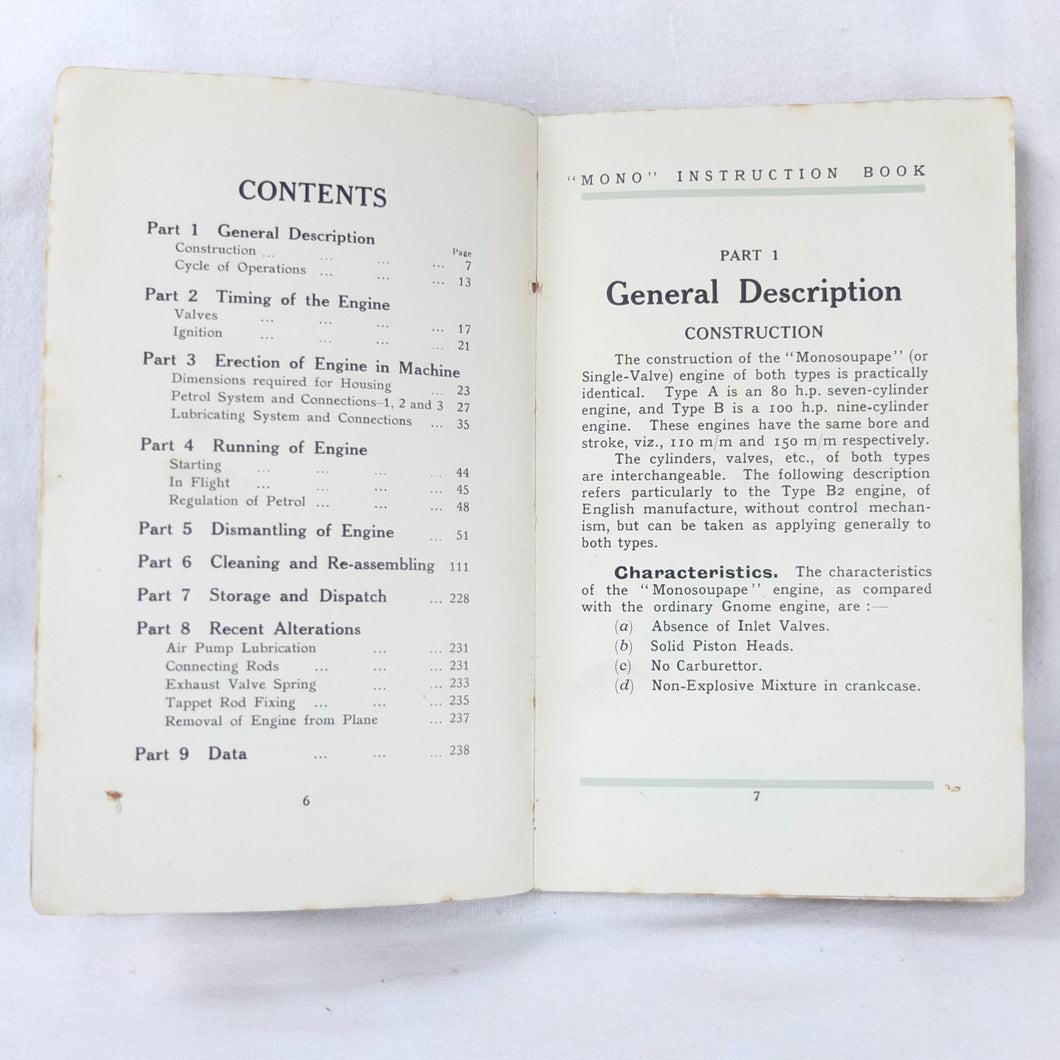 CONTENTS
Part 1 General Description
Page
Construction ... ... ... ... 7
Cycle of Operations ... ... ... 13
Part 2 Timing of the Engine
Valves ... ... ... ... 17
Ignition ... ... ... ... 21
Part 3 Erection of Engine in Machine
Dimensions required for Housing ... 23
Petrol System and Connections-1, 2 and 3 27
Lubricating System and Connections ... 35
Part 4 Running of Engine
Starting ... ... ... ... 44
In Flight ... ... ... ... 45
Regulation of Petrol ... ... ... 48
Part 5 Dismantling of Engine ... 51
Part 6 Cleaning and Re-assembling 111
Part 7 Storage and Dispatch ... 228
Part 8 Recent Alterations
Air Pump Lubrication ... ... 231
Connecting Rods ... ... ... 231
Exhaust Valve Spring ... ... 233
Tappet Rod Fixing ... ... ... 235
Removal of Engine from Plane ... 237
Part 9 Data ... ... ... 238
6
"MONO" INSTRUCTION BOOK
PART 1
General Description
CONSTRUCTION
The construction of the "Monosoupape" (or
Single-Valve) engine of both types is practically
identical. Type A is an 80 h.p. seven-cylinder
engine, and Type B is a 100 h.p. nine-cylinder
engine. These engines have the same bore and
stroke, viz., 110 m/m and 150 m/m respectively.
The cylinders, valves, etc., of both types
are interchangeable. The following description
refers particularly to the Type B2 engine, of
English manufacture, without control mechan-
ism, but can be taken as applying generally to
both types.
Characteristics. The characteristics
of the "Monosoupape" engine, as compared
with the ordinary Gnome engine, are :—
(a) Absence of Inlet Valves.
(b) Solid Piston Heads.
(c) No Carburettor.
(d) Non-Explosive Mixture in crankcase.
7